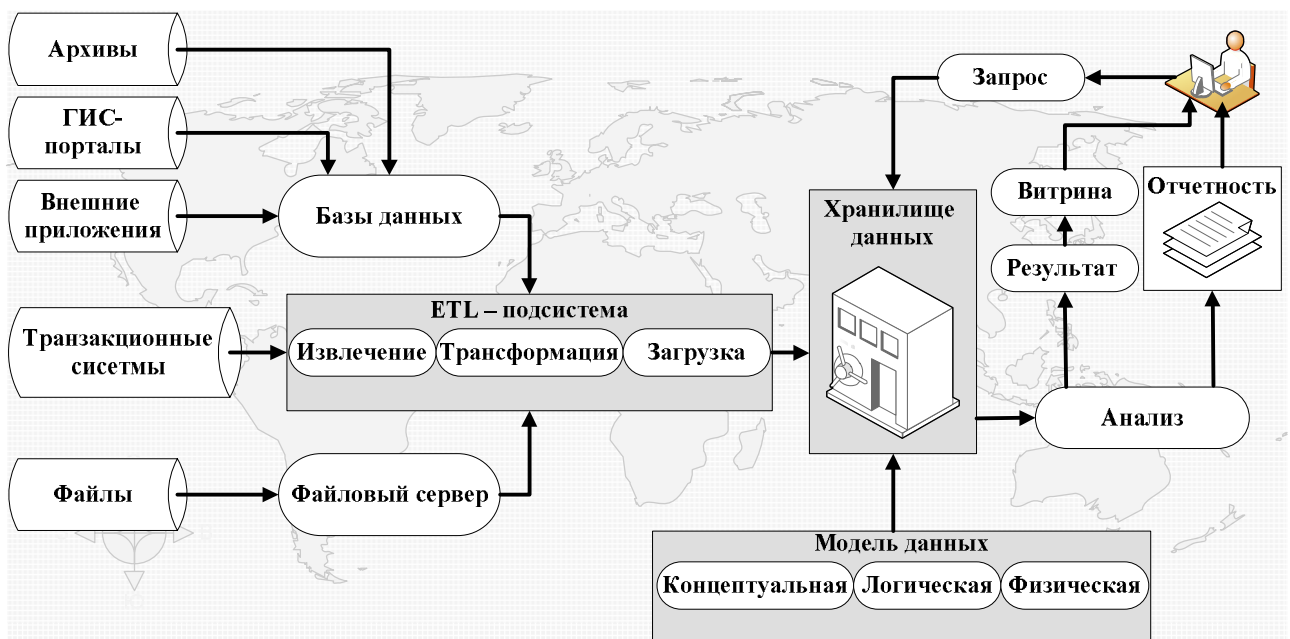 Архивы
ГИС-
порталы
Внешние
приложения
Транзакционные
сисетмы
Файлы
Базы данных
ETL – подсистема
Извлечение
Трансформация
Загрузка
Файловый сервер
Запрос
Хранилище
данных
Витрина
Результат
Отчетность
Анализ
Модель данных
Концептуальная
Логическая
Физическая